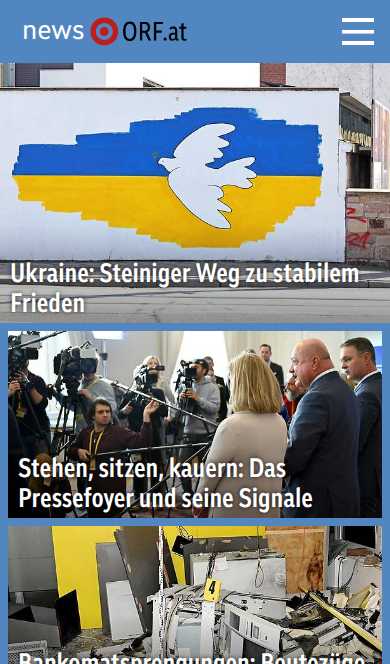 news ORF.at
Ukraine: Steiniger Weg zu stabilem
Frieden
Stehen, sitzen, kauern: Das
Pressefoyer und seine Signale
4
Bankomatsprengungen: Beutezüge